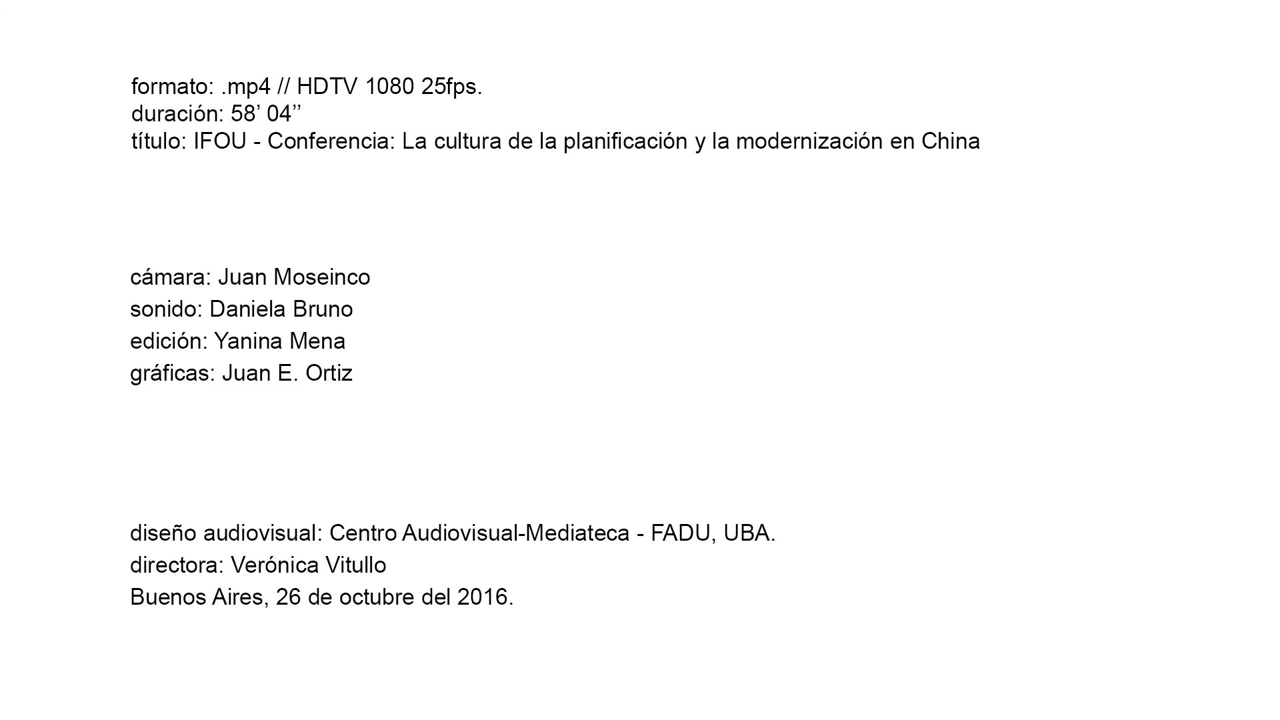 formato: .mp4 // HDTV 1080 25fps.
duración: 58’ 04’’
título: IFOU - Conferencia: La cultura de la planificación y la modernización en China
cámara: Juan Moseinco
sonido: Daniela Bruno
edición: Yanina Mena
gráficas: Juan E. Ortiz
diseño audiovisual: Centro Audiovisual-Mediateca - FADU, UBA.
directora: Verónica Vitullo
Buenos Aires, 26 de octubre del 2016.